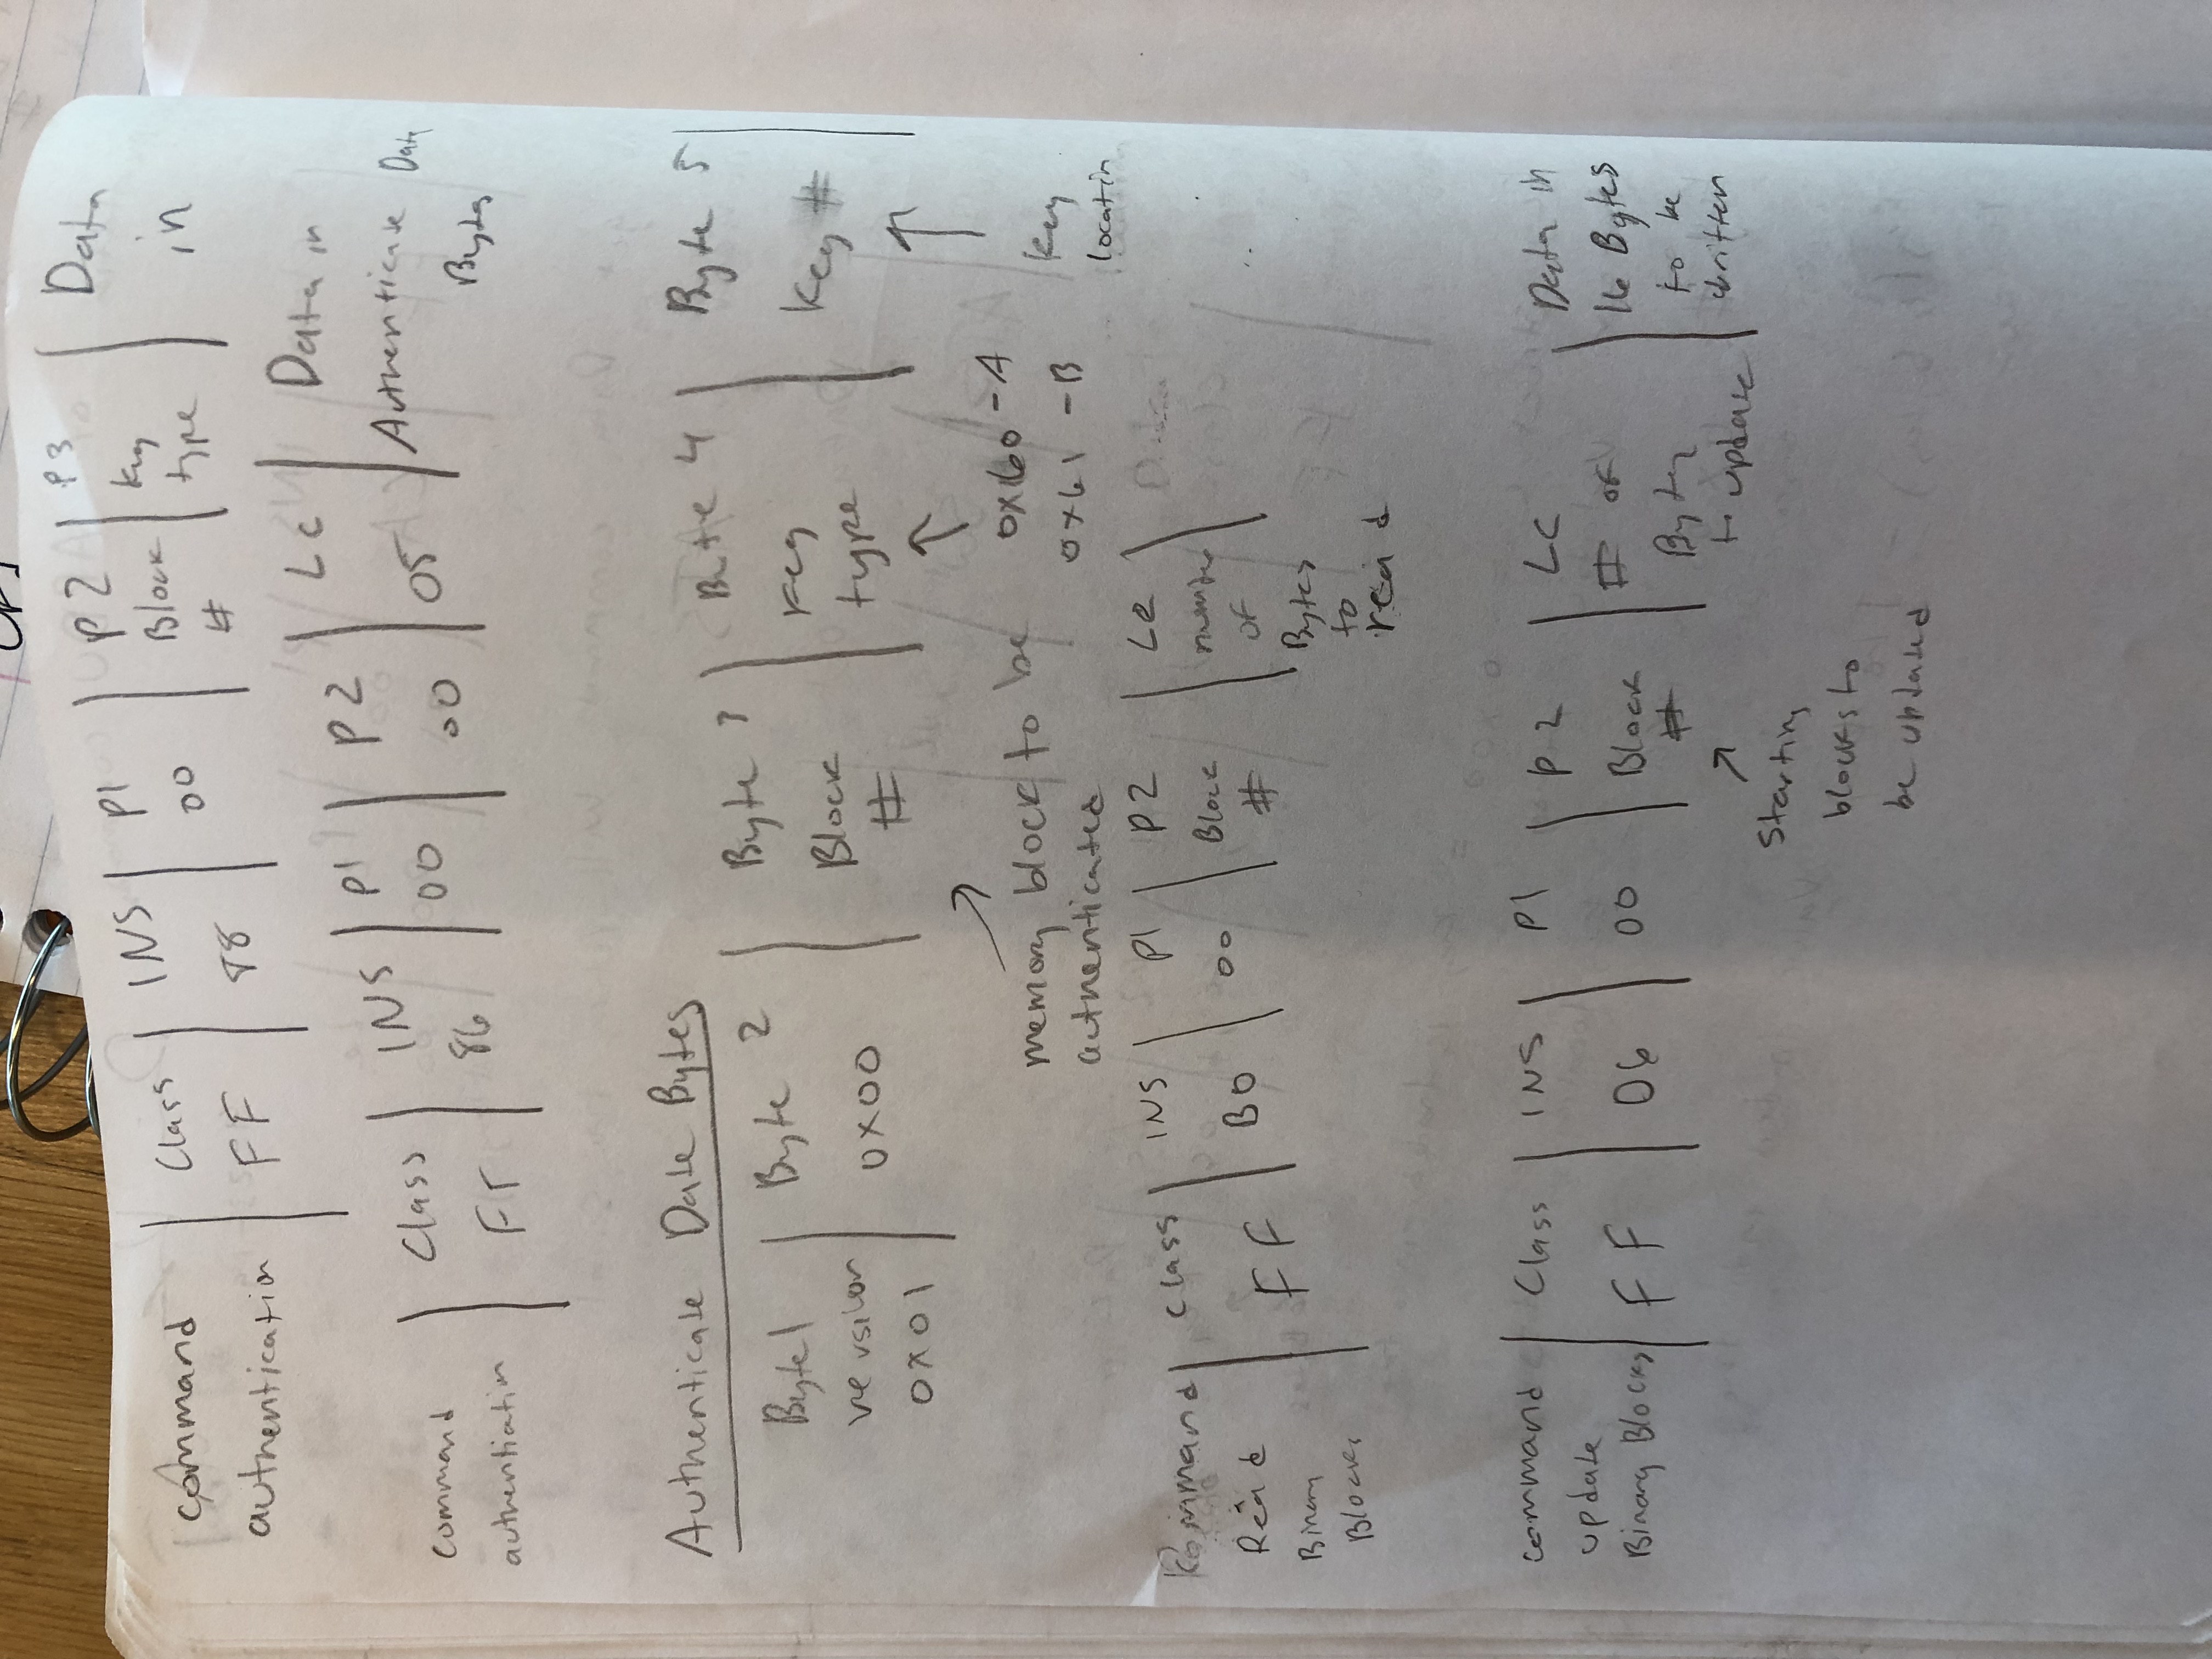 command | Class | INS | P1 | P2 | P3 | Data
authentication | FF | 88 | 00 | Block # | Key type | in
command | Class | INS | P1 | P2 | Lc | Data in
authentiatin | FF | 86 | 00 | 00 | 05 | Authenticate Data Bytes
Authenticate Data Bytes
Byte 1 | Byte 2 | Byte 3 | Byte 4 | Byte 5
version | 0x00 | Block | Key | Key #
0x01 | # | type
memory block to be
authenticated
0x60 - A
0x61 - B
Key
locatin
Command | Class | INS | P1 | P2 | Le
Read | FF | B0 | 00 | Block | number
Binary | # | of
Blocks | Bytes
to
read
command | Class | INS | P1 | P2 | Lc | Data in
update | FF | D6 | 00 | Block | # of | 16 Bytes
Binary Blocks | # | Bytes | to be
to update | written
Starting
blocks to
be updated